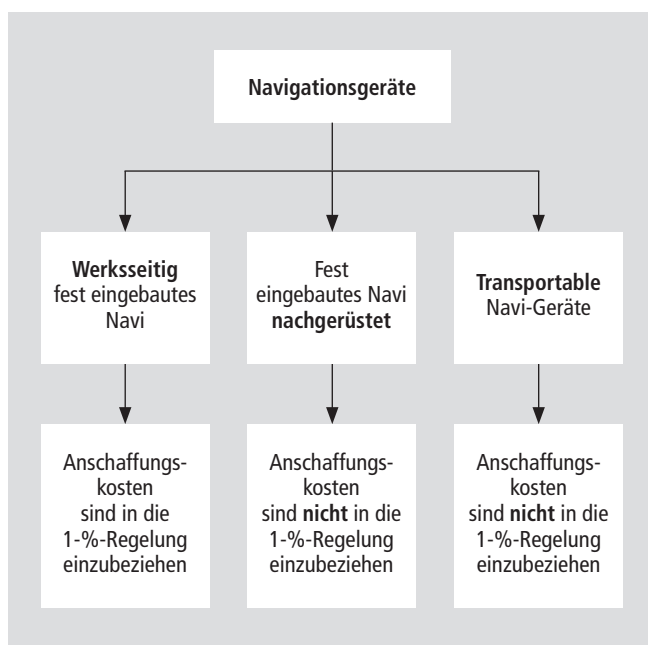 Navigationsgeräte
Werksseitig
fest eingebautes
Navi
Fest
eingebautes Navi
nachgerüstet
Transportable
Navi-Geräte
Anschaffungs-
kosten
sind in die
1-%-Regelung
einzubeziehen
Anschaffungs-
kosten
sind nicht in die
1-%-Regelung
einzubeziehen
Anschaffungs-
kosten
sind nicht in die
1-%-Regelung
einzubeziehen